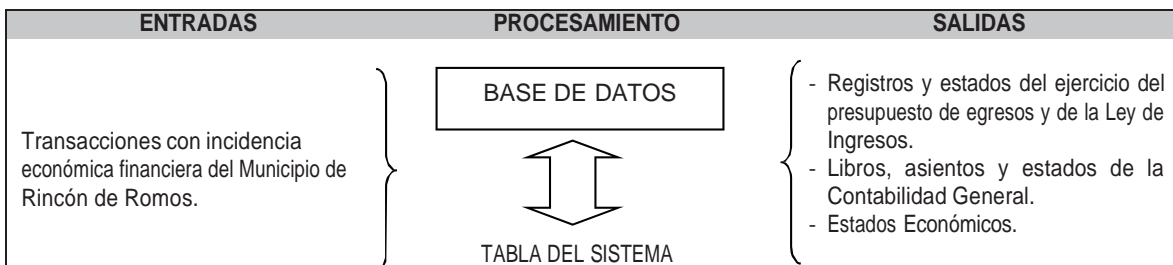 ENTRADAS PROCESAMIENTO SALIDAS
Transacciones con incidencia
económica financiera del Municipio de
Rincón de Romos.
BASE DE DATOS
TABLA DEL SISTEMA
- Registros y estados del ejercicio del
presupuesto de egresos y de la Ley de
Ingresos.
- Libros, asientos y estados de la
Contabilidad General.
- Estados Económicos.